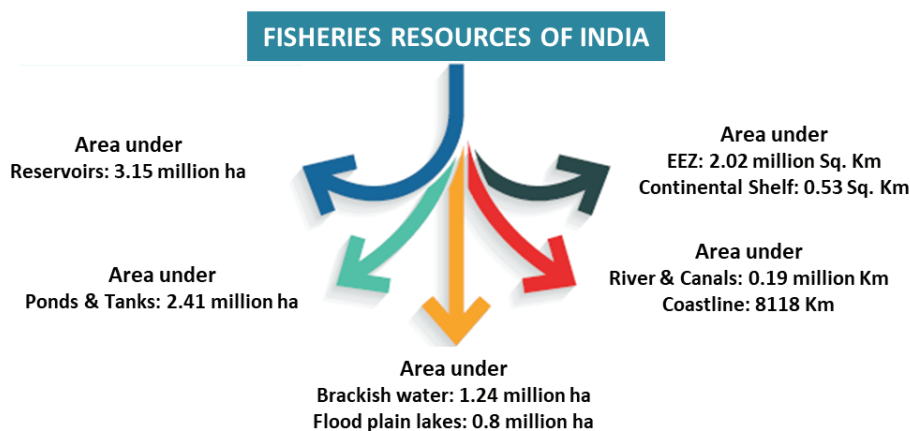 FISHERIES RESOURCES OF INDIA
Area under
Reservoirs: 3.15 million ha
Area under
EEZ: 2.02 million Sq. Km
Continental Shelf: 0.53 Sq. Km
Area under
Ponds & Tanks: 2.41 million ha
Area under
River & Canals: 0.19 million Km
Coastline: 8118 Km
Area under
Brackish water: 1.24 million ha
Flood plain lakes: 0.8 million ha